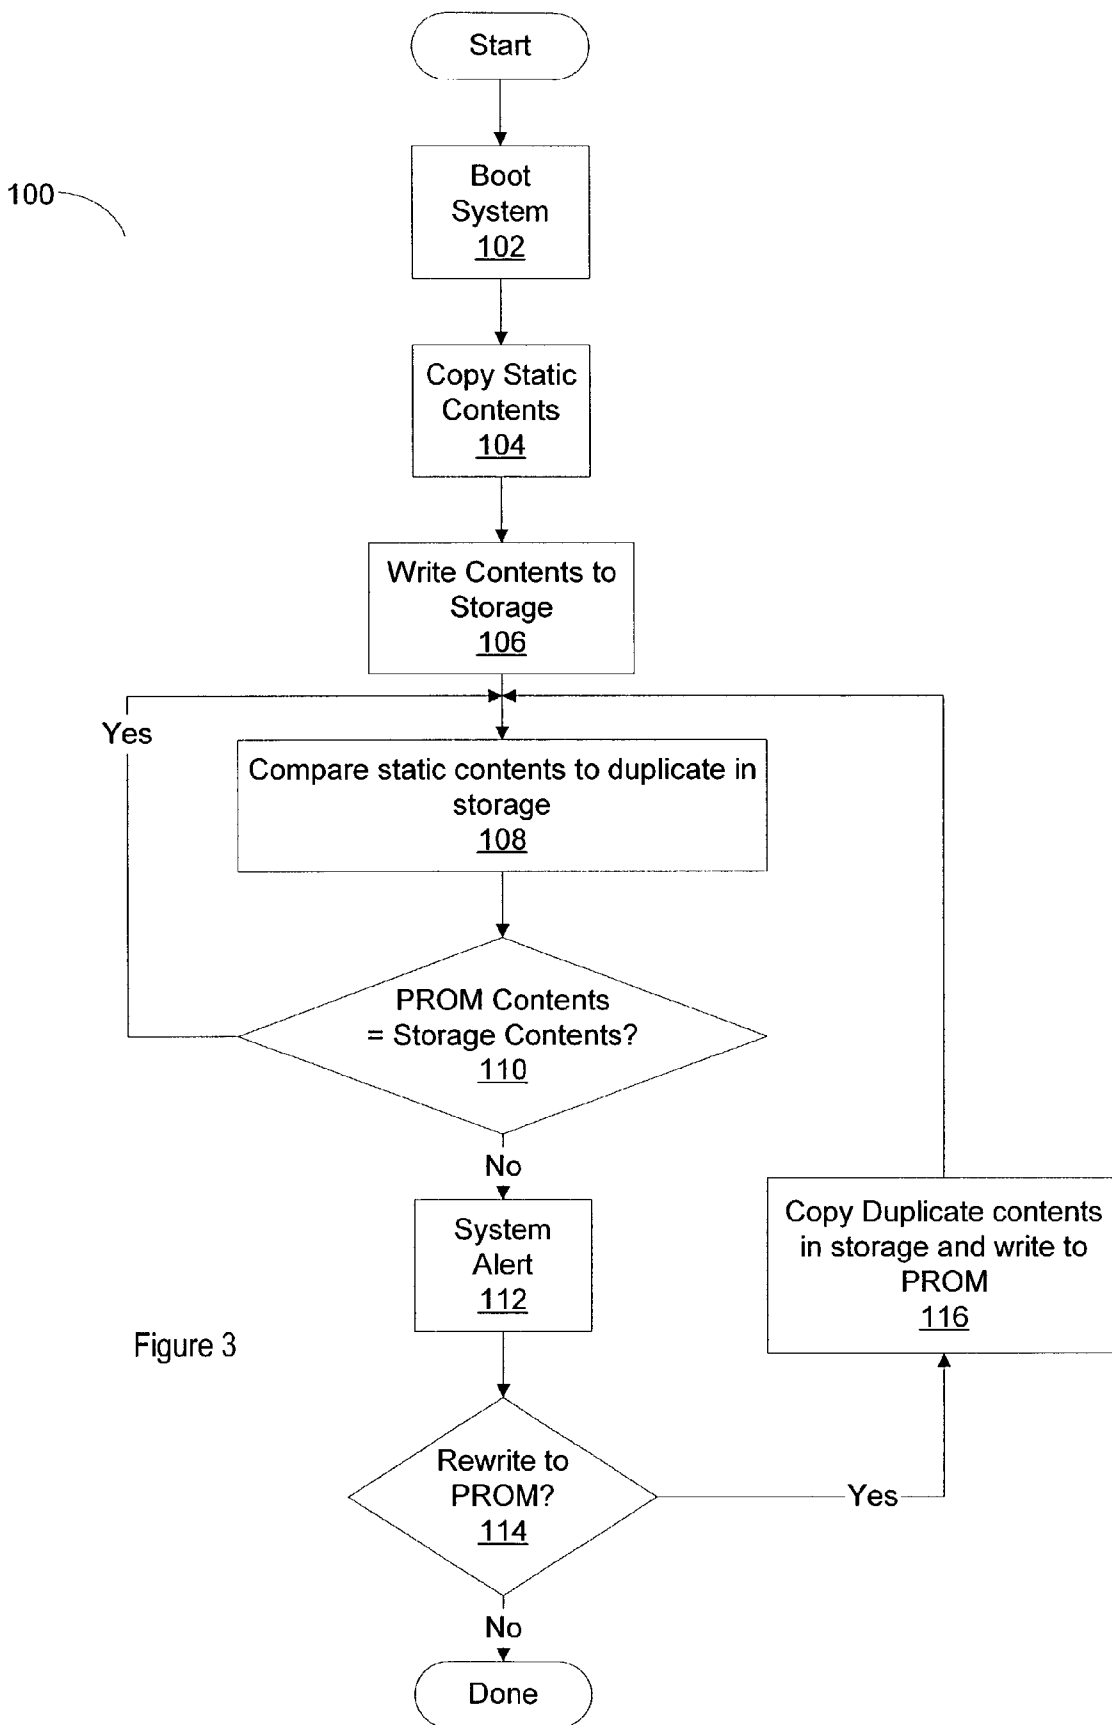 Start
100
Boot
System
102
Copy Static
Contents
104
Write Contents to
Storage
106
Yes
Compare static contents to duplicate in
storage
108
PROM Contents
= Storage Contents?
110
No
System
Alert
112
Copy Duplicate contents
in storage and write to
PROM
116
Figure 3
Rewrite to
PROM?
114
Yes
No
Done